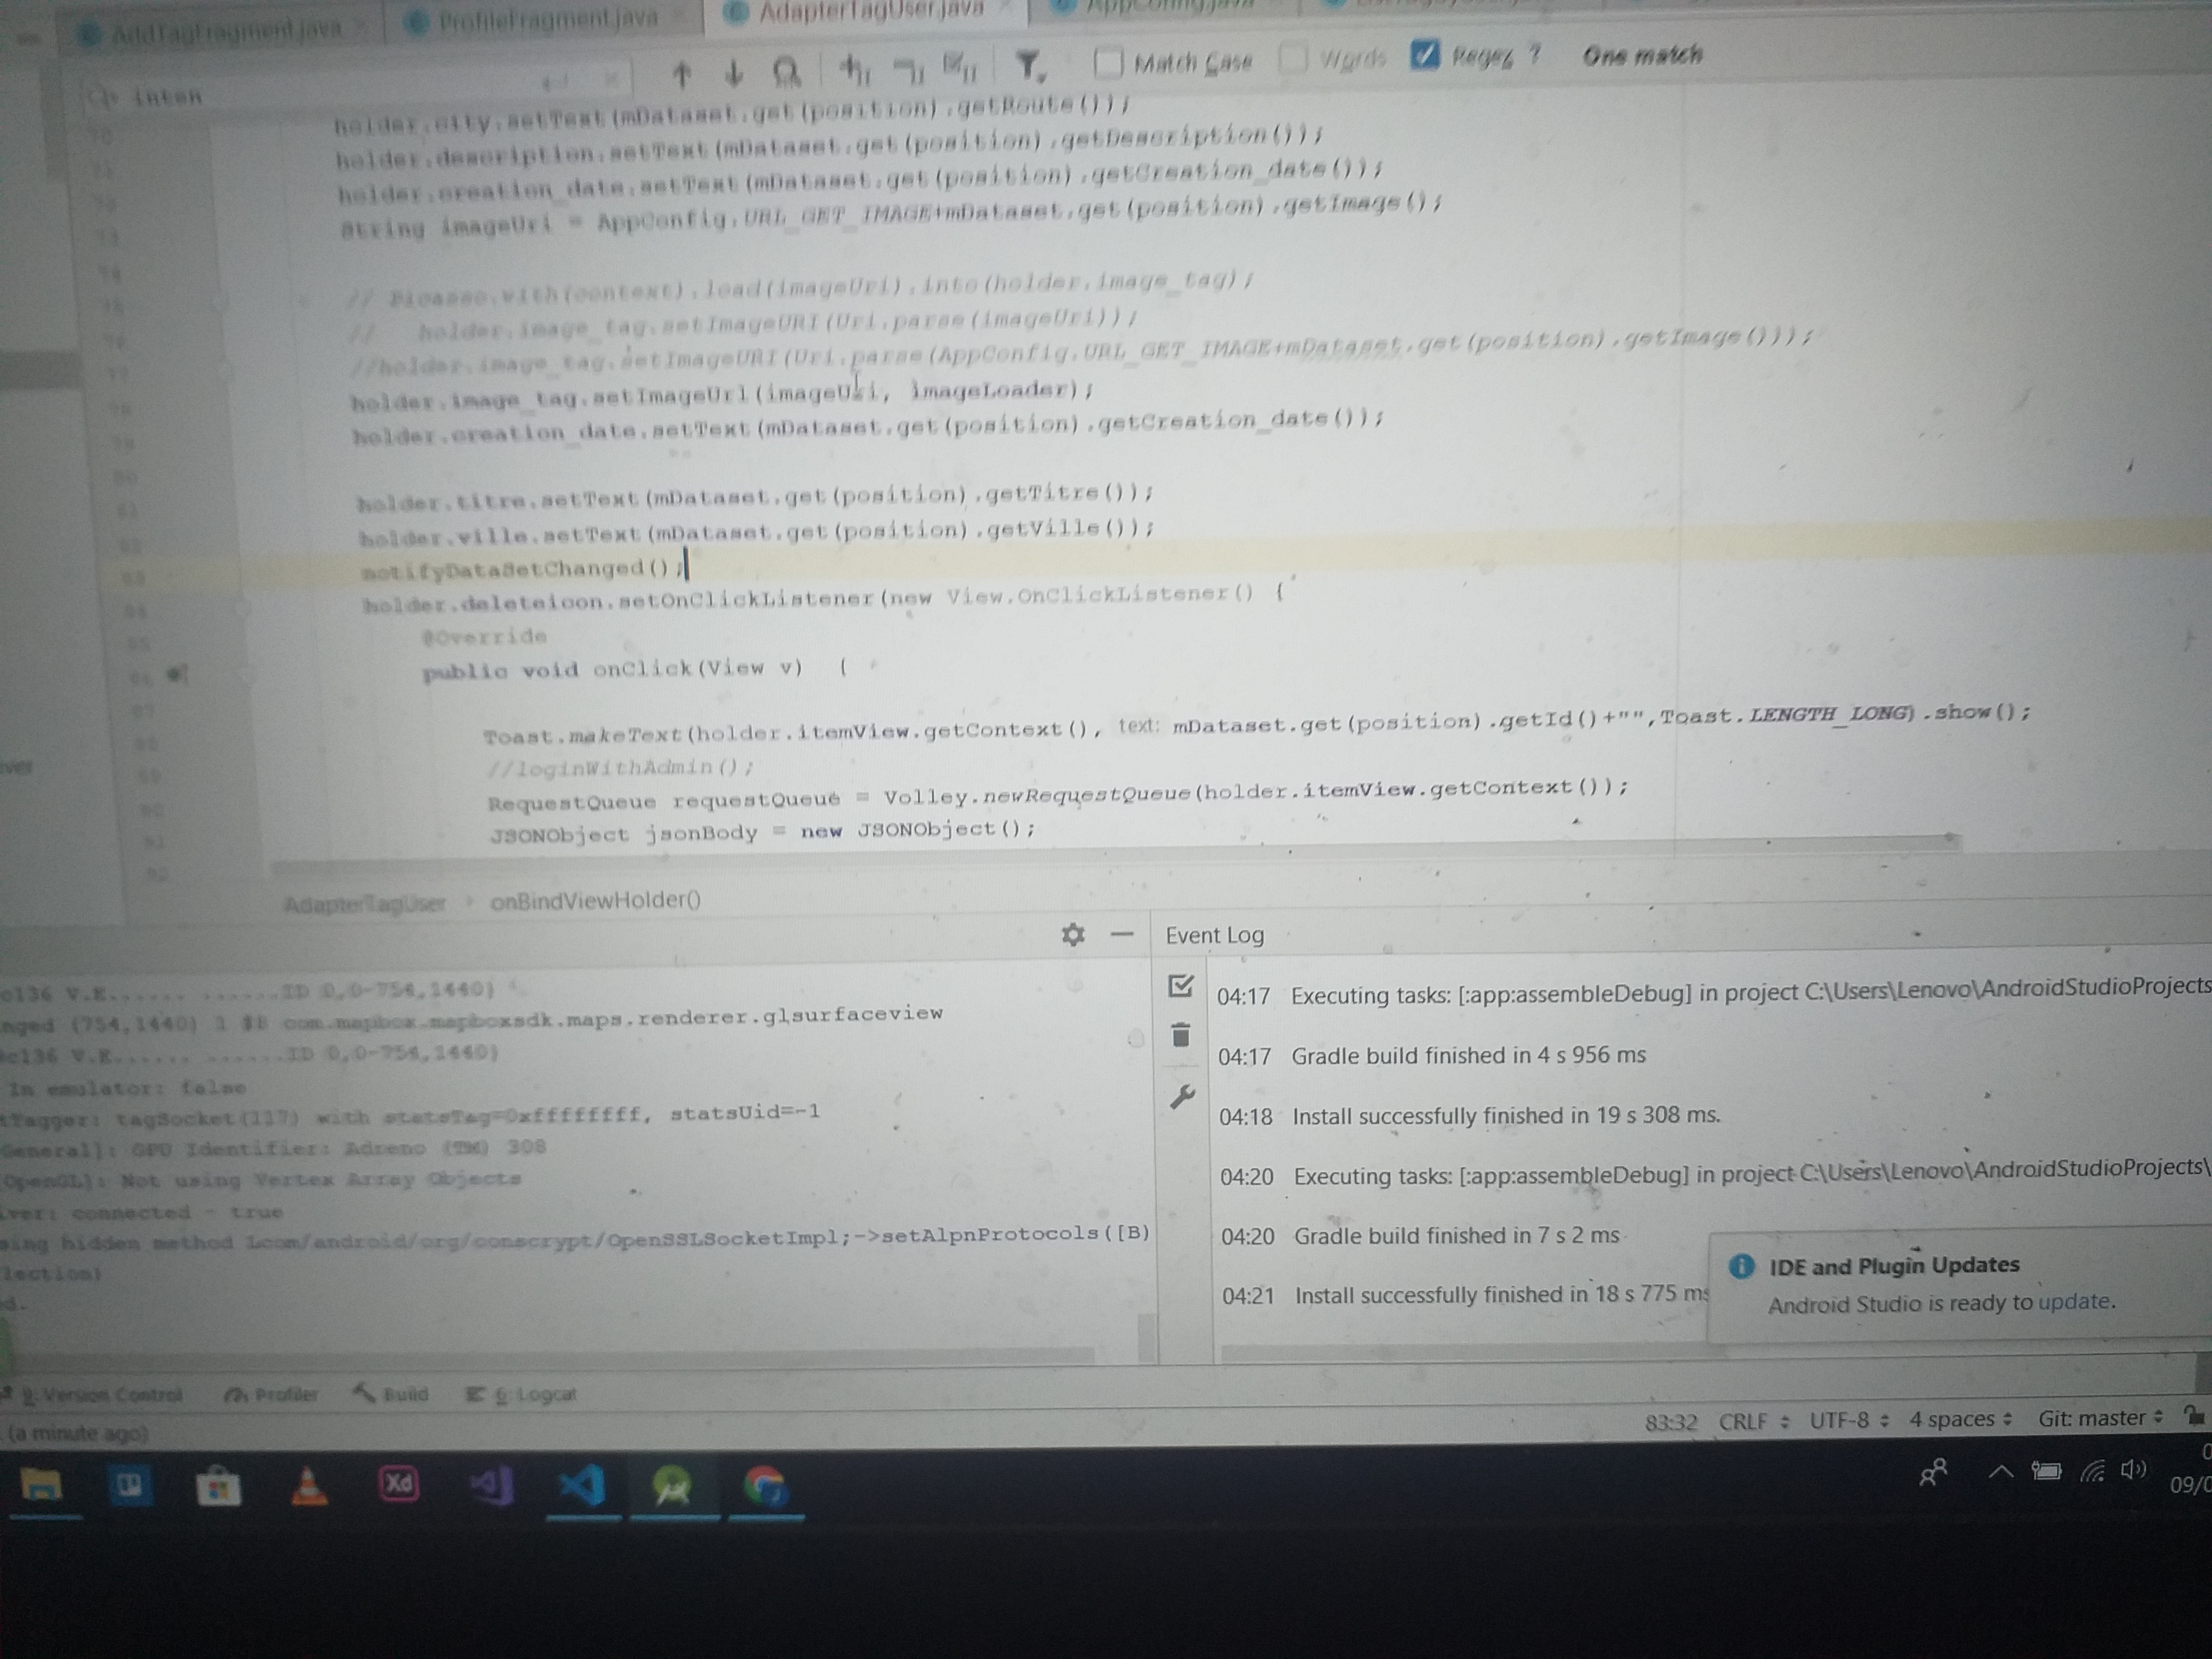 AddTagFragment.java
ProfileFragment.java
AdapterTagUser.java
AppConfig.java
inten
Match Case
Words
Regex ?
One match
holder.city.setText(mDataset.get(position).getRoute());
holder.description.setText(mDataset.get(position).getDescription());
holder.creation_date.setText(mDataset.get(position).getCreation_date());
String imageUri = AppConfig.URL_GET_IMAGE+mDataset.get(position).getImage();
// Picasso.with(context).load(imageUri).into(holder.image_tag);
// holder.image_tag.setImageURI(Uri.parse(imageUri));
//holder.image_tag.setImageURI(Uri.parse(AppConfig.URL_GET_IMAGE+mDataset.get(position).getImage()));
holder.image_tag.setImageUrl(imageUri, imageLoader);
holder.creation_date.setText(mDataset.get(position).getCreation_date());
holder.titre.setText(mDataset.get(position).getTitre());
holder.ville.setText(mDataset.get(position).getVille());
notifyDataSetChanged();
holder.deleteicon.setOnClickListener(new View.OnClickListener() {
@Override
public void onClick(View v) {
Toast.makeText(holder.itemView.getContext(), text: mDataset.get(position).getId()+"",Toast.LENGTH_LONG).show();
//loginWithAdmin();
RequestQueue requestQueue = Volley.newRequestQueue(holder.itemView.getContext());
JSONObject jsonBody = new JSONObject();
AdapterTagUser > onBindViewHolder()
Event Log
c136 V.E...... .......ID 0,0-754,1440}
nged (754,1440) 1 #8 com.mapbox.mapboxsdk.maps.renderer.glsurfaceview
c136 V.E...... .......ID 0,0-754,1440}
In emulator: false
tTagger: tagSocket(117) with statsTag=0xffffffff, statsUid=-1
General]: GPU Identifier: Adreno (TM) 308
OpenGL]: Not using Vertex Array Objects
iver: connected - true
sing hidden method Lcom/android/org/conscrypt/OpenSSLSocketImpl;->setAlpnProtocols([B)
lection)
d.
04:17 Executing tasks: [:app:assembleDebug] in project C:\Users\Lenovo\AndroidStudioProjects
04:17 Gradle build finished in 4 s 956 ms
04:18 Install successfully finished in 19 s 308 ms.
04:20 Executing tasks: [:app:assembleDebug] in project C:\Users\Lenovo\AndroidStudioProjects\
04:20 Gradle build finished in 7 s 2 ms
04:21 Install successfully finished in 18 s 775 ms
IDE and Plugin Updates
Android Studio is ready to update.
9: Version Control
Profiler
Build
6: Logcat
(a minute ago)
83:32 CRLF UTF-8 4 spaces Git: master
Xd
09/0